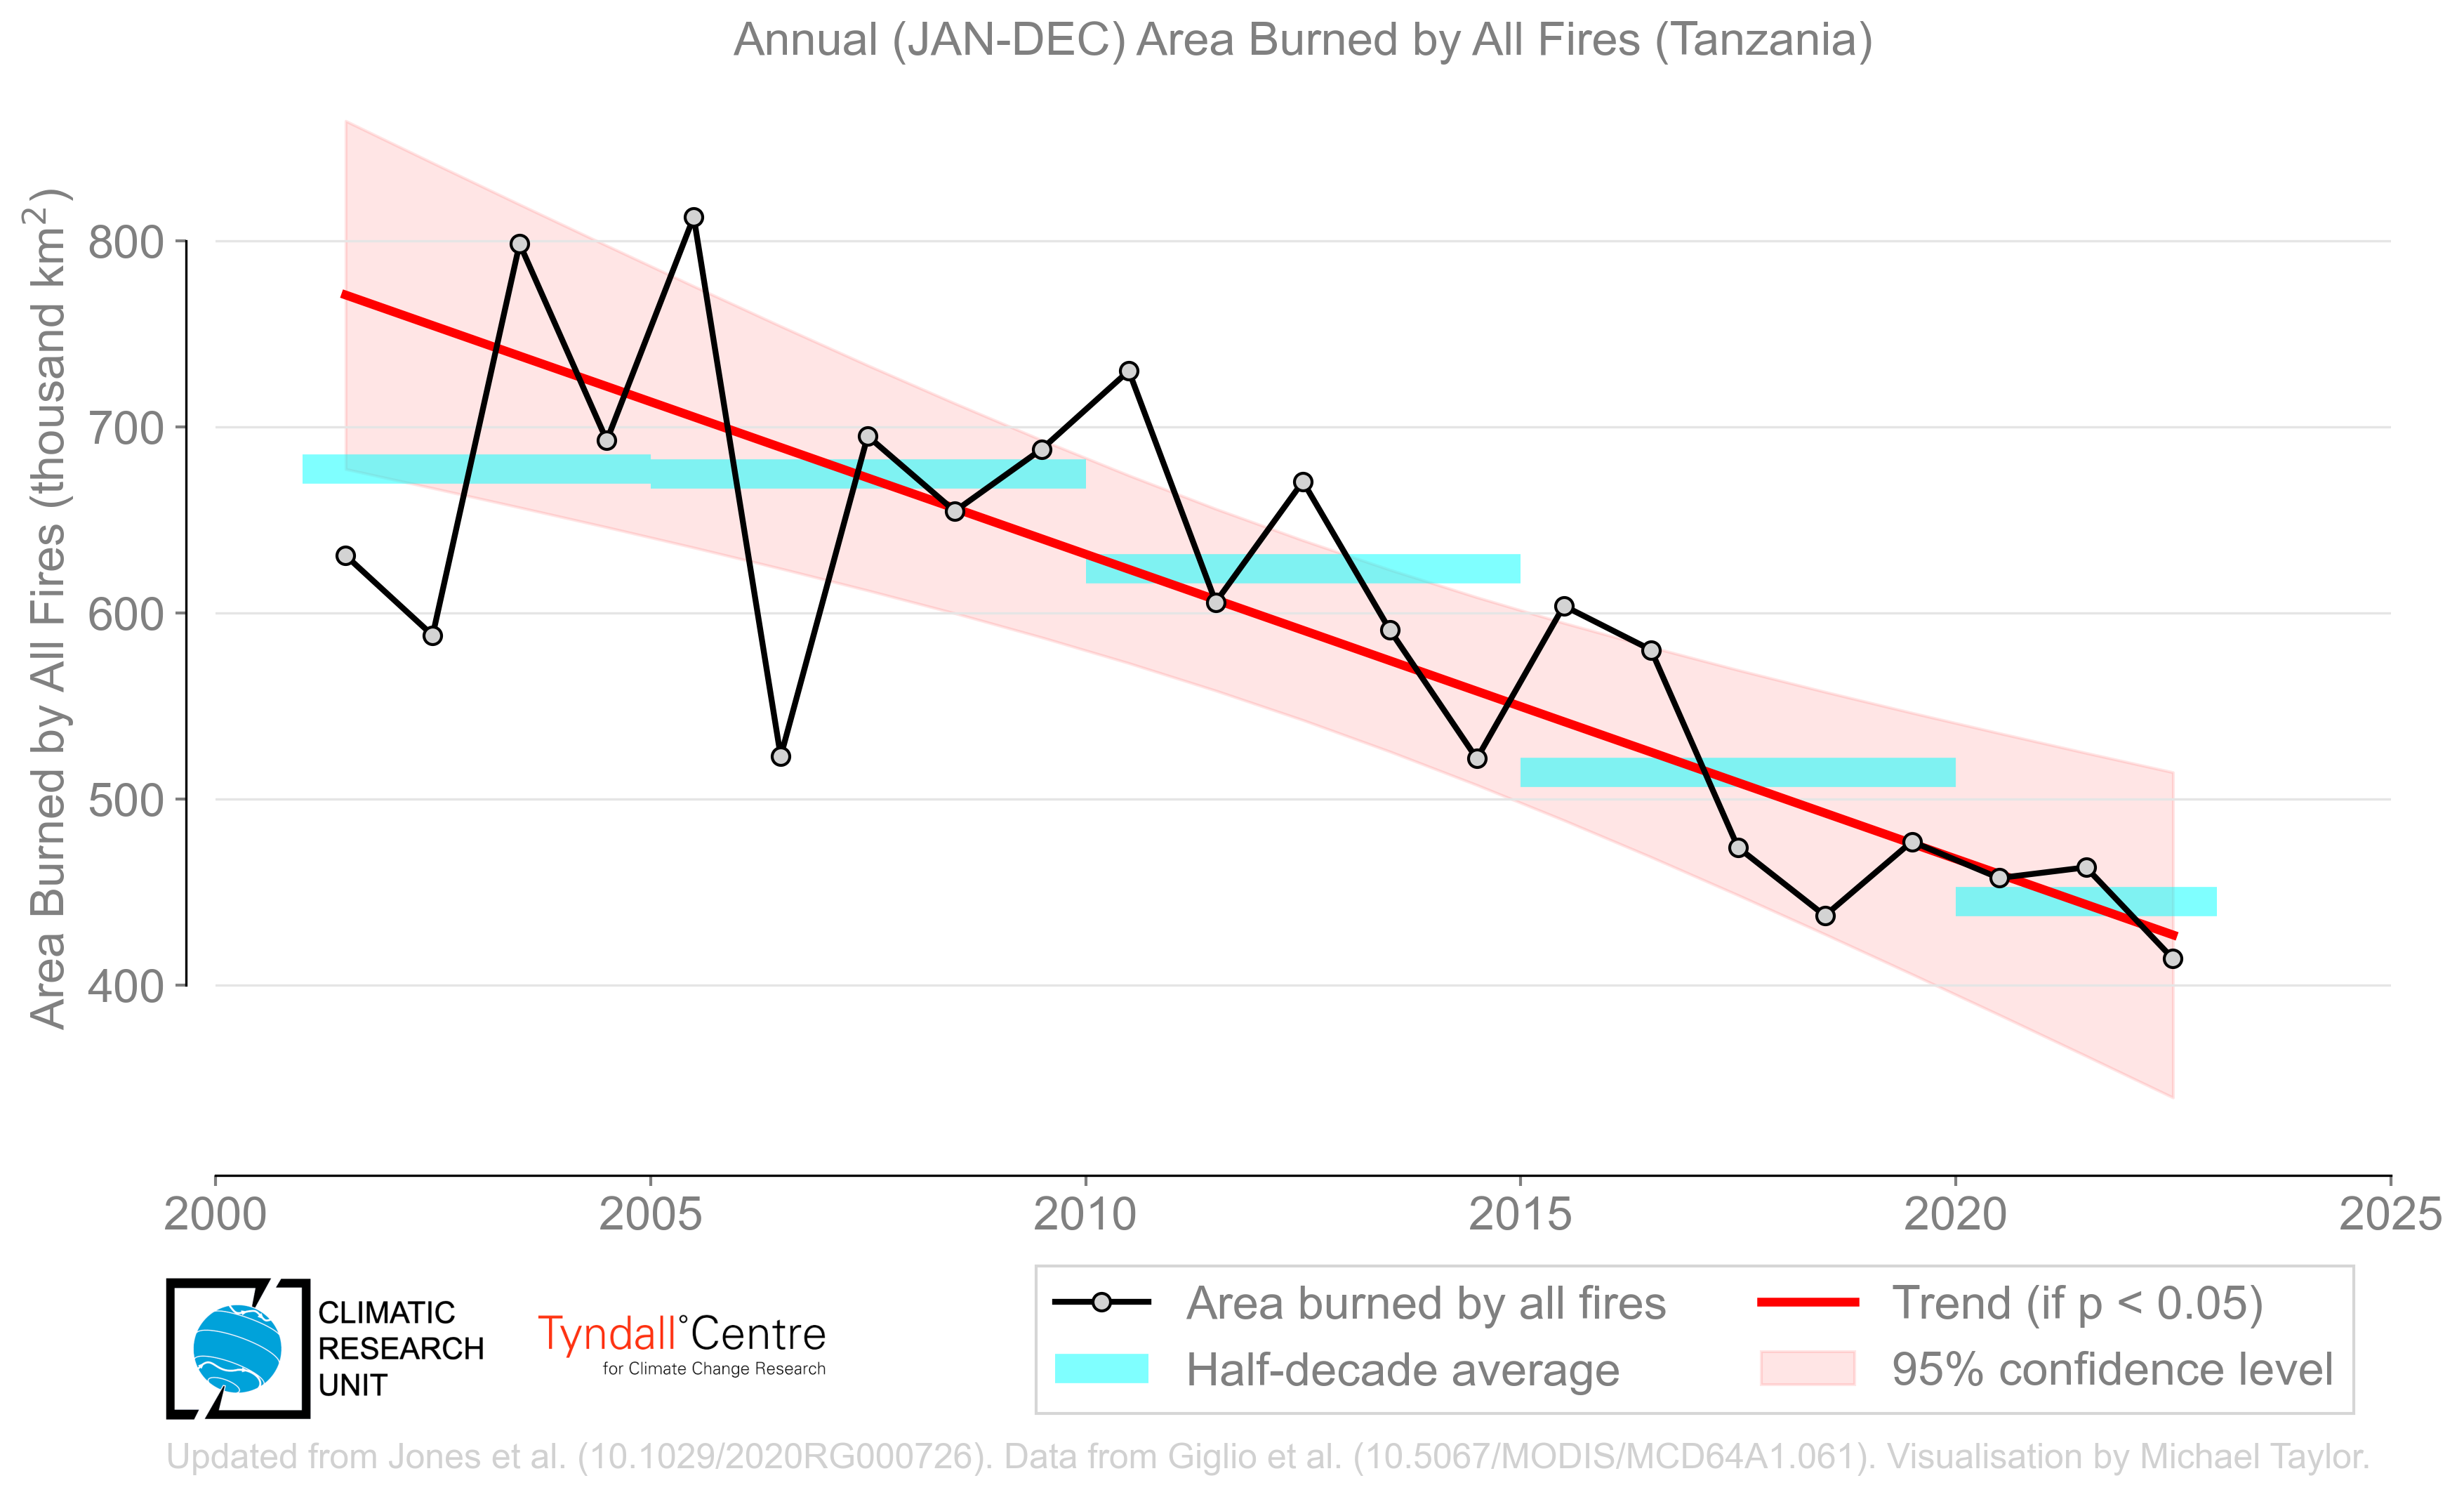 Annual (JAN-DEC) Area Burned by All Fires (Tanzania)
Area Burned by All Fires (thousand km²)
800
700
600
500
400
2000
2005
2010
2015
2020
2025
CLIMATIC
RESEARCH
UNIT
Tyndall°Centre
for Climate Change Research
Area burned by all fires
Half-decade average
Trend (if p < 0.05)
95% confidence level
Updated from Jones et al. (10.1029/2020RG000726). Data from Giglio et al. (10.5067/MODIS/MCD64A1.061). Visualisation by Michael Taylor.